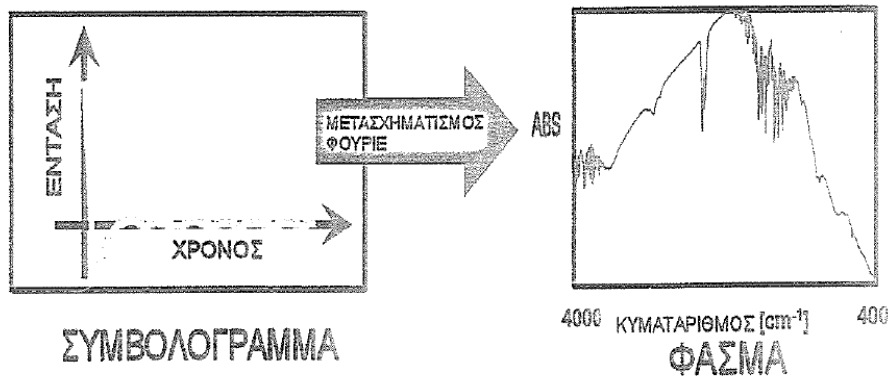 ΕΝΤΑΣΗ
ΧΡΟΝΟΣ
ΣΥΜΒΟΛΟΓΡΑΜΜΑ
ΜΕΤΑΣΧΗΜΑΤΙΣΜΟΣ
ΦΟΥΡΙΕ
ABS
4000 ΚΥΜΑΤΑΡΙΘΜΟΣ [cm⁻¹] 400
ΦΑΣΜΑ